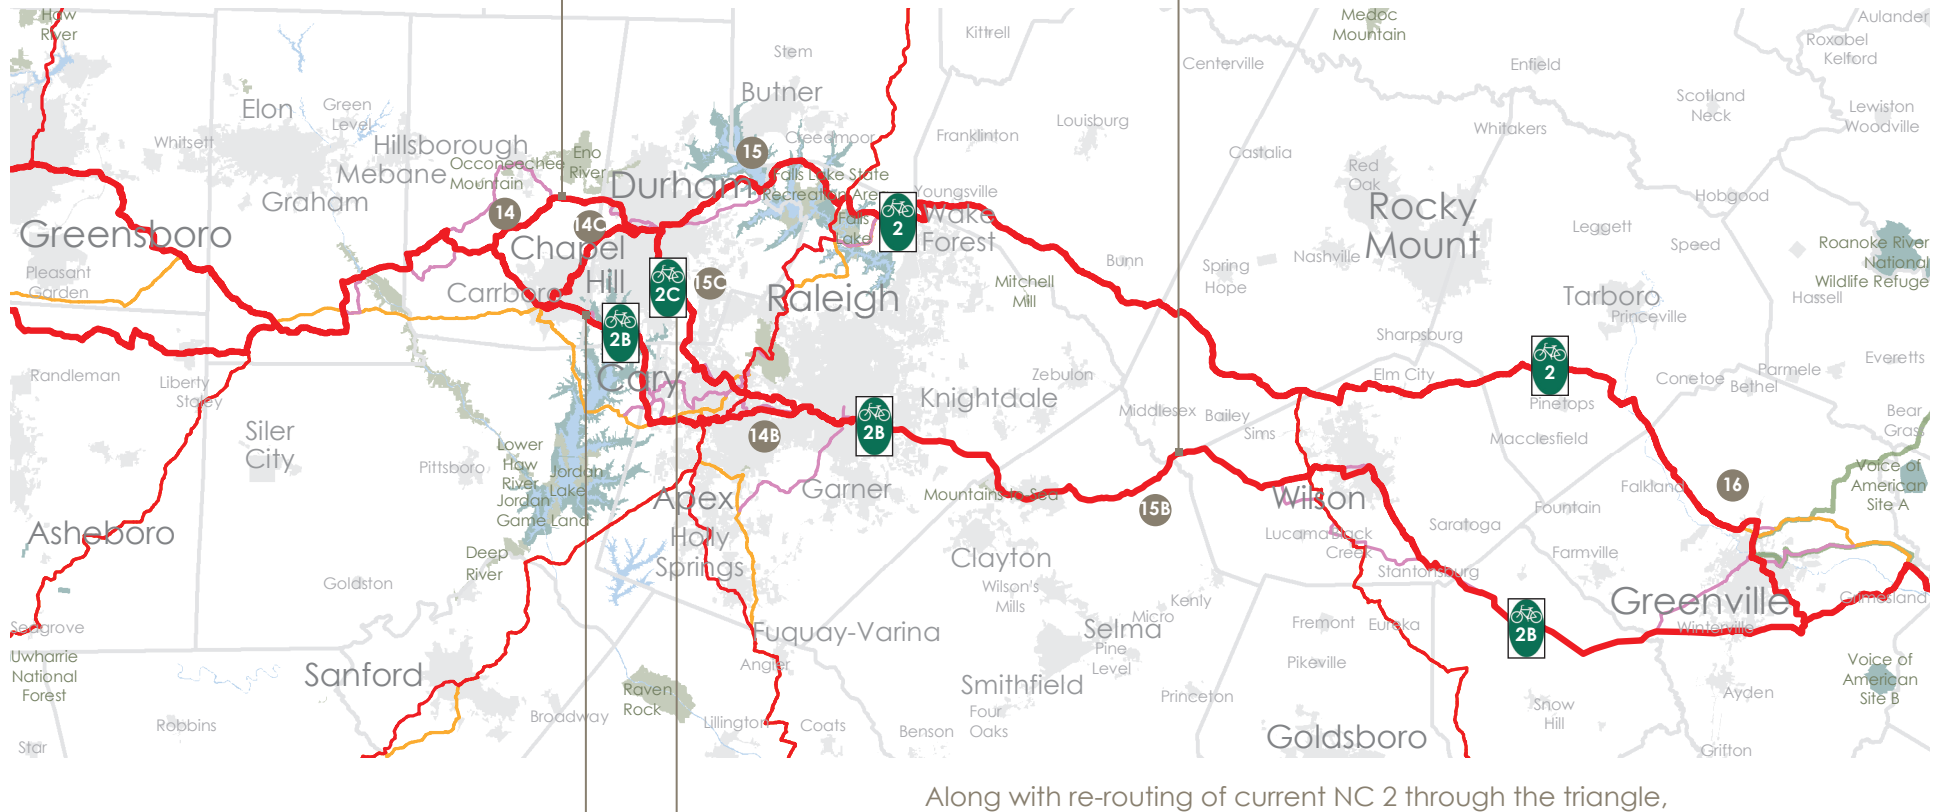 Haw
River
Medoc
Mountain
Aulander
Kittrell
Roxobel
Kelford
Stem
Centerville
Enfield
Butner
Scotland
Neck
Elon
Green
Level
Lewiston
Woodville
Louisburg
Whitakers
Creedmoor
Franklinton
Whitsett
Hillsborough
15
Eno
River
Castalia
Occoneechee
Mountain
Mebane
Durham
Falls Lake State
Recreation Area
Red
Oak
Youngsville
Hobgood
Graham
14
14C
2
Wake
Forest
Falls
Lake
Rocky
Mount
Leggett
Greensboro
Chapel
Hill
Speed
Roanoke River
National
Wildlife Refuge
Pleasant
Garden
Bunn
Spring
Hope
Nashville
Carrboro
2C
15C
Raleigh
Mitchell
Mill
Tarboro
Princeville
Hassell
2B
Sharpsburg
Everetts
Randleman
Liberty
Staley
Cary
Zebulon
Elm City
2
Conetoe
Parmele
Bethel
Knightdale
Middlesex
Bailey
Sims
Pinetops
Bear
Grass
Siler
City
14B
2B
Macclesfield
Lower
Haw
River
Pittsboro
Jordan
Lake
Jordan
Game Land
Garner
Mountains to Sea
Voice of
American
Site A
Apex
15B
Wilson
Falkland
16
Fountain
Asheboro
Holly
Springs
Lucama
Black
Creek
Saratoga
Deep
River
Clayton
Farmville
Stantonsburg
Goldston
Wilson's
Mills
Kenly
Micro
Greenville
Grimesland
Seagrove
Fuquay-Varina
Selma
Pine
Level
Fremont
Eureka
2B
Winterville
Uwharrie
National
Forest
Angier
Pikeville
Voice of
American
Site B
Sanford
Raven
Rock
Smithfield
Princeton
Ayden
Robbins
Broadway
Lillington
Coats
Four
Oaks
Benson
Snow
Hill
Star
Goldsboro
Grifton
Along with re-routing of current NC 2 through the triangle,